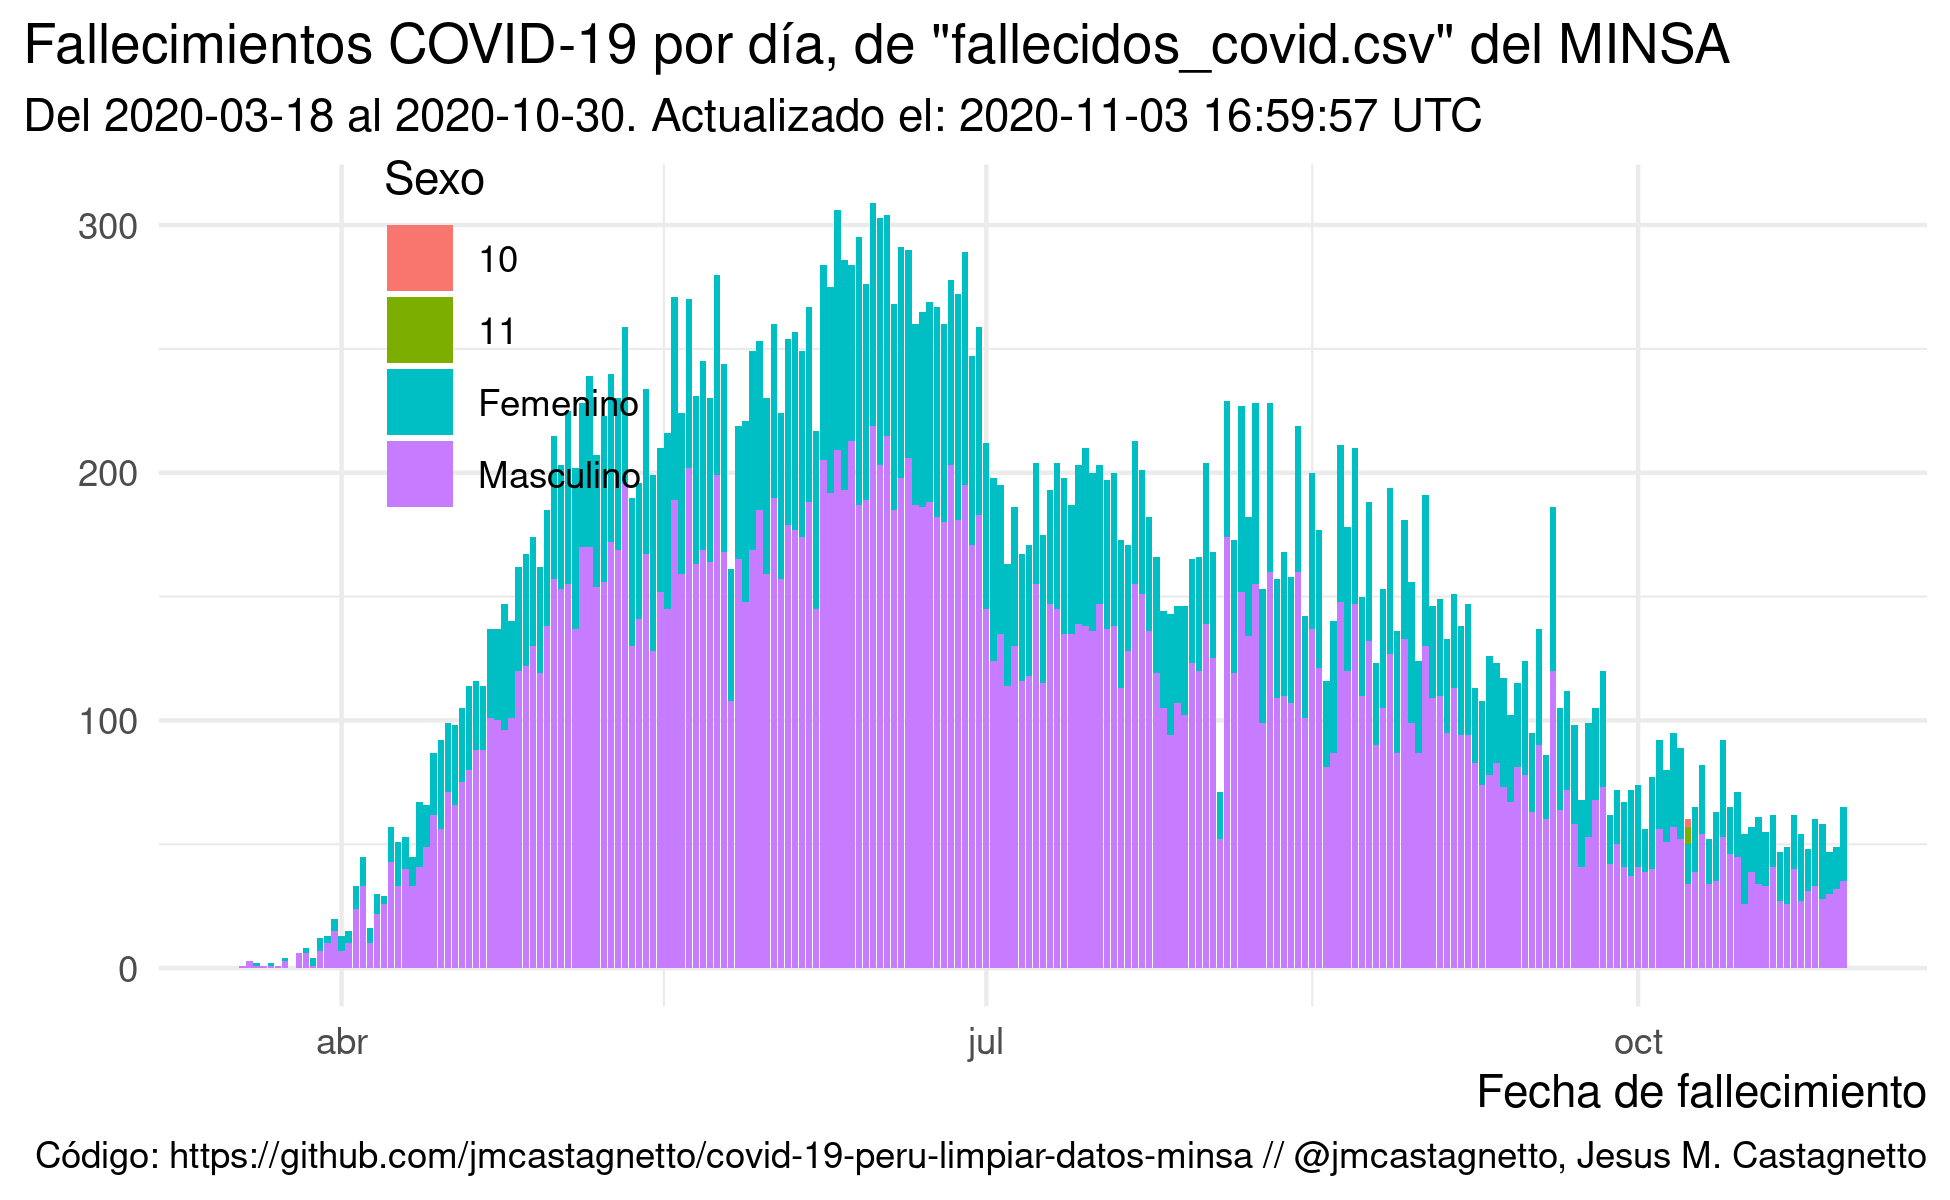 Fallecimientos COVID-19 por día, de "fallecidos_covid.csv" del MINSA
Del 2020-03-18 al 2020-10-30. Actualizado el: 2020-11-03 16:59:57 UTC
Sexo
10
11
Femenino
Masculino
300
200
100
0
abr
jul
oct
Fecha de fallecimiento
Código: https://github.com/jmcastagnetto/covid-19-peru-limpiar-datos-minsa // @jmcastagnetto, Jesus M. Castagnetto